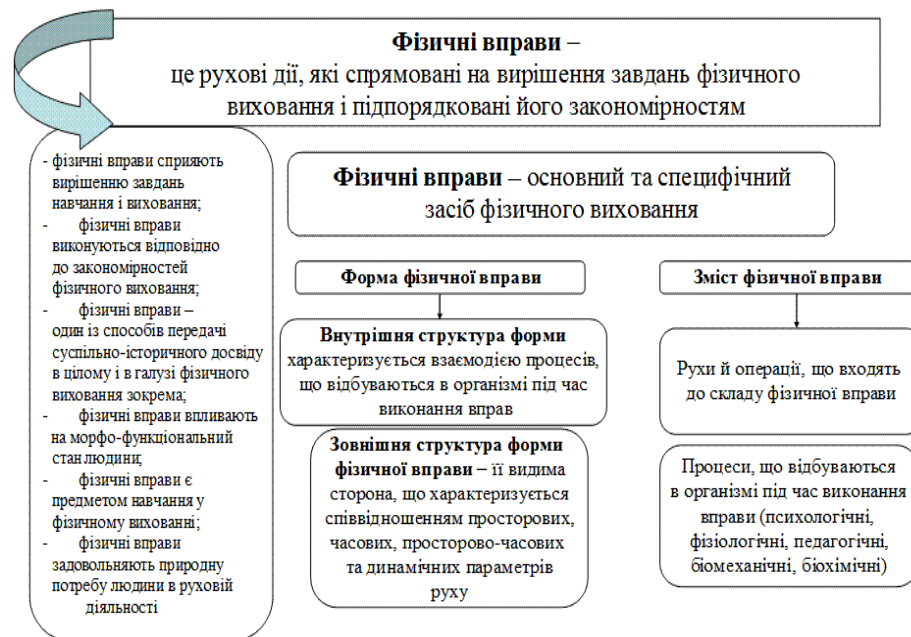 Фізичні вправи –
це рухові дії, які спрямовані на вирішення завдань фізичного
виховання і підпорядковані його закономірностям
- фізичні вправи сприяють
вирішенню завдань
навчання і виховання;
- фізичні вправи
виконуються відповідно
до закономірностей
фізичного виховання;
- фізичні вправи –
один із способів передачі
суспільно-історичного досвіду
в цілому і в галузі фізичного
виховання зокрема;
- фізичні вправи впливають
на морфо-функціональний
стан людини;
- фізичні вправи є
предметом навчання у
фізичному вихованні;
- фізичні вправи
задовольняють природну
потребу людини в руховій
діяльності
Фізичні вправи – основний та специфічний
засіб фізичного виховання
Форма фізичної вправи
Внутрішня структура форми
характеризується взаємодією процесів,
що відбуваються в організмі під час
виконання вправ
Зовнішня структура форми
фізичної вправи – її видима
сторона, що характеризується
співвідношенням просторових,
часових, просторово-часових
та динамічних параметрів
руху
Зміст фізичної вправи
Рухи й операції, що входять
до складу фізичної вправи
Процеси, що відбуваються
в організмі під час виконання
вправи (психологічні,
фізіологічні, педагогічні,
біомеханічні, біохімічні)